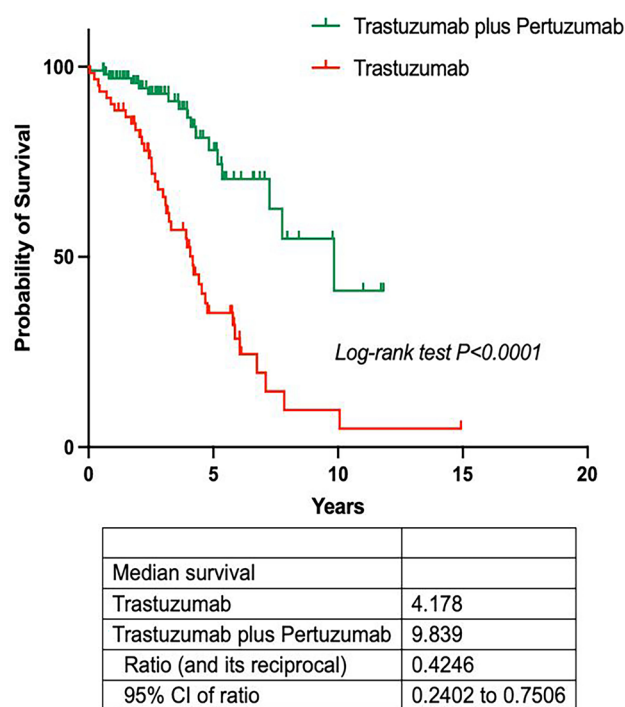 Trastuzumab plus Pertuzumab
Trastuzumab
Probability of Survival
100
50
0
Log-rank test P<0.0001
0 5 10 15 20
Years
Median survival
Trastuzumab 4.178
Trastuzumab plus Pertuzumab 9.839
Ratio (and its reciprocal) 0.4246
95% CI of ratio 0.2402 to 0.7506